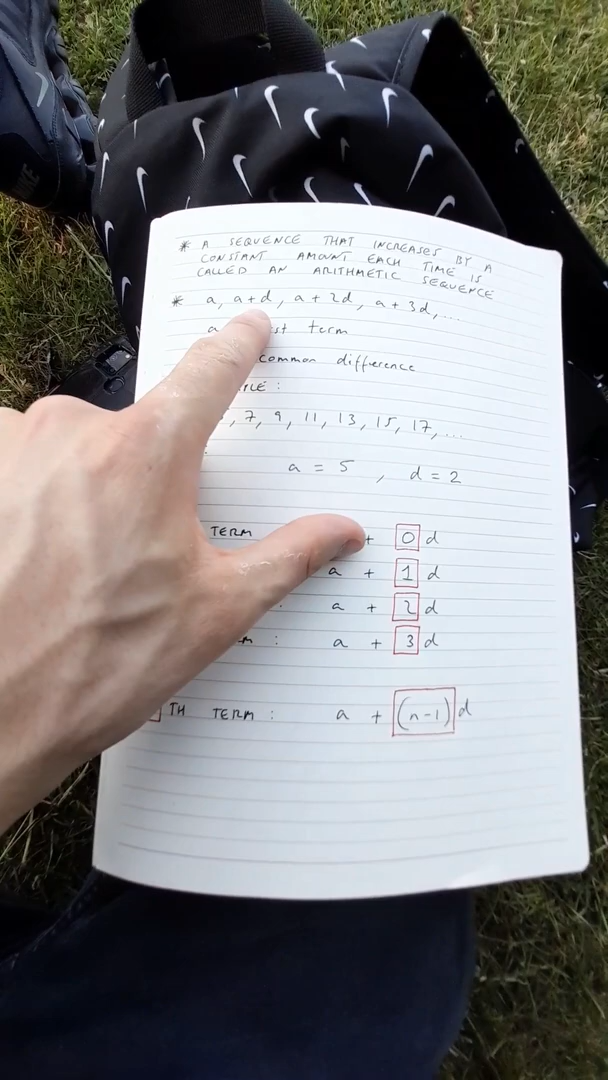 * A SEQUENCE THAT INCREASES BY A
CONSTANT AMOUNT EACH TIME IS
CALLED AN ARITHMETIC SEQUENCE
* a, a+d, a+2d, a+3d, ...
a term
common difference
:
, 7, 9, 11, 13, 15, 17, ...
a = 5 , d = 2
TERM + 0 d
a + 1 d
: a + 2 d
: a + 3 d
TH TERM : a + (n-1) d